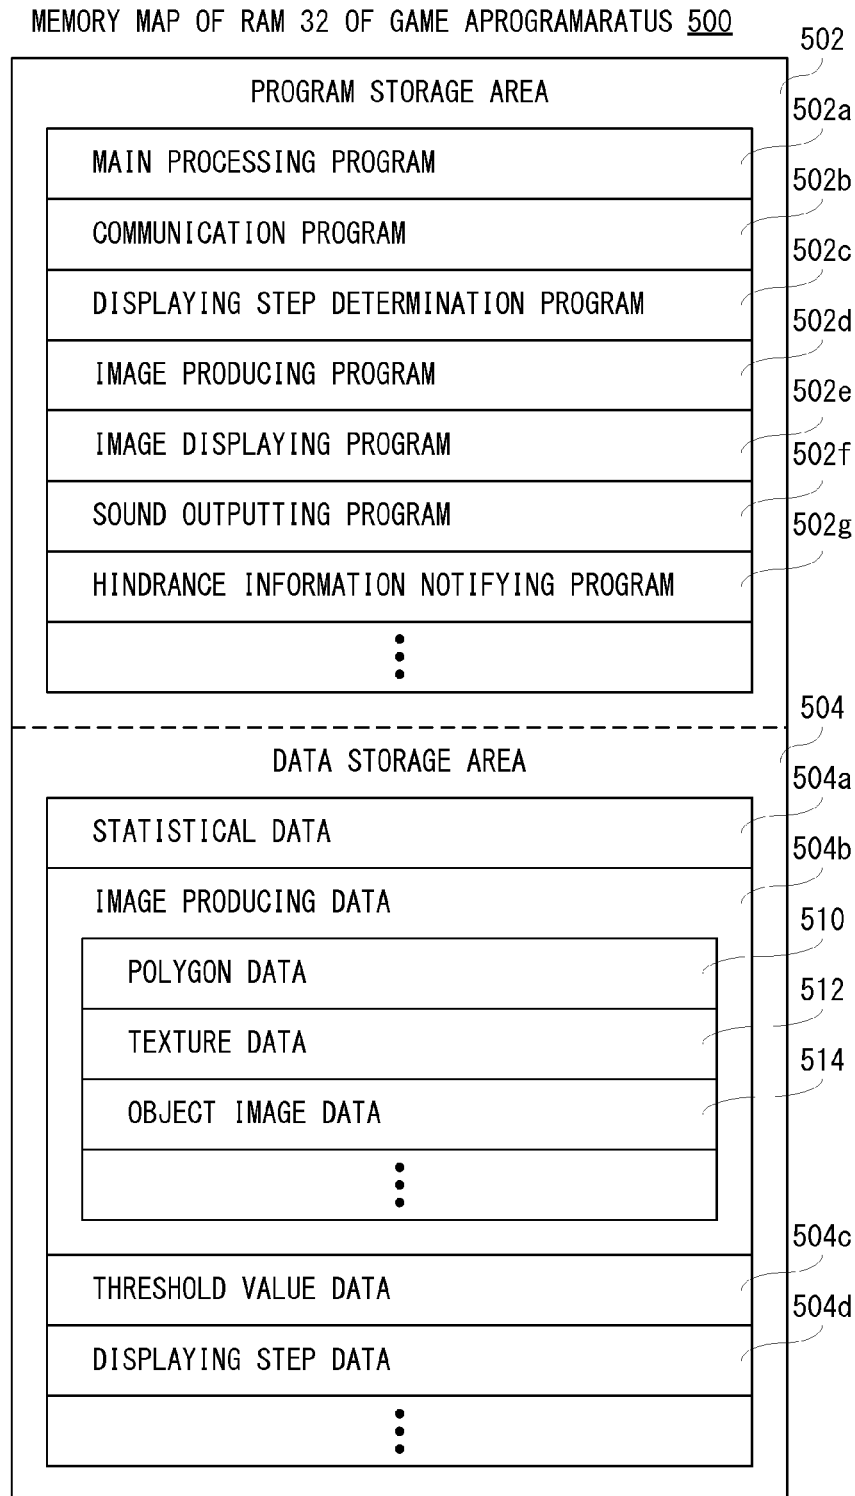 MEMORY MAP OF RAM 32 OF GAME APROGRAMARATUS 500
502
PROGRAM STORAGE AREA
502a
MAIN PROCESSING PROGRAM
502b
COMMUNICATION PROGRAM
502c
DISPLAYING STEP DETERMINATION PROGRAM
502d
IMAGE PRODUCING PROGRAM
502e
IMAGE DISPLAYING PROGRAM
502f
SOUND OUTPUTTING PROGRAM
502g
HINDRANCE INFORMATION NOTIFYING PROGRAM
504
DATA STORAGE AREA
504a
STATISTICAL DATA
504b
IMAGE PRODUCING DATA
510
POLYGON DATA
512
TEXTURE DATA
514
OBJECT IMAGE DATA
504c
THRESHOLD VALUE DATA
504d
DISPLAYING STEP DATA